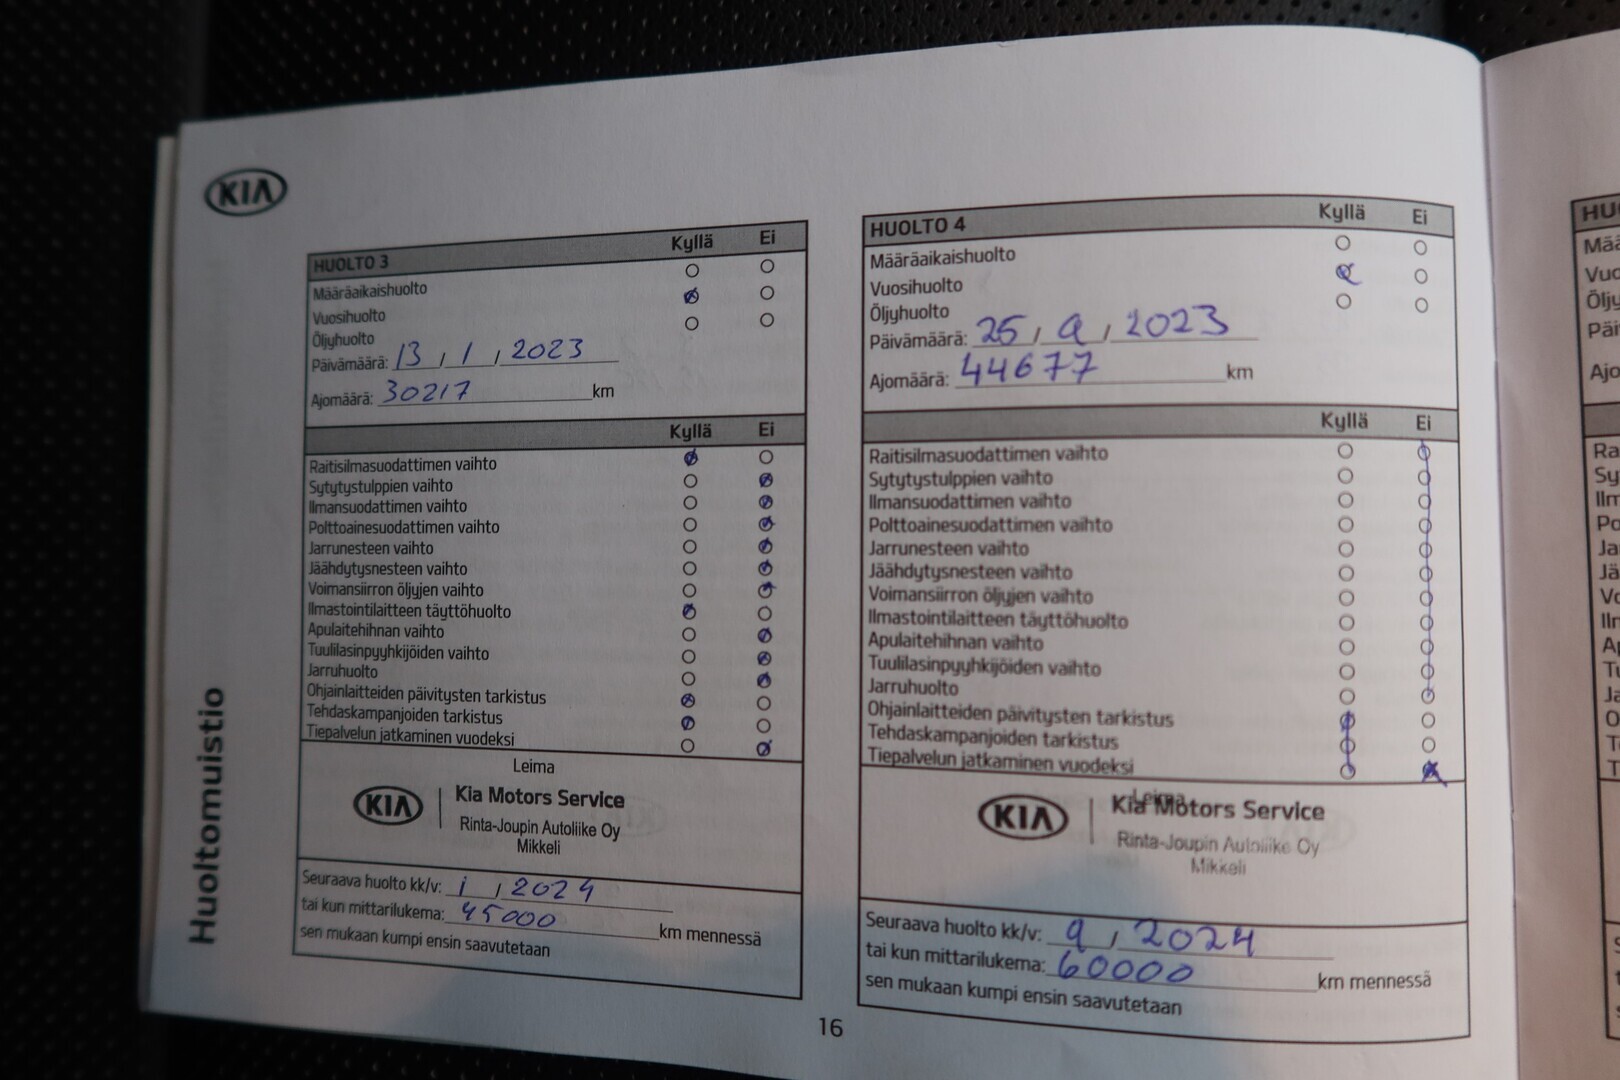 KIA
Huoltomuistio
HUOLTO 3 Kyllä Ei
Määräaikaishuolto
Vuosihuolto
Öljyhuolto
Päivämäärä: 13 / 1 / 2023
Ajomäärä: 30217 km
Kyllä Ei
Raitisilmasuodattimen vaihto
Sytytystulppien vaihto
Ilmansuodattimen vaihto
Polttoainesuodattimen vaihto
Jarrunesteen vaihto
Jäähdytysnesteen vaihto
Voimansiirron öljyjen vaihto
Ilmastointilaitteen täyttöhuolto
Apulaitehihnan vaihto
Tuulilasinpyyhkijöiden vaihto
Jarruhuolto
Ohjainlaitteiden päivitysten tarkistus
Tehdaskampanjoiden tarkistus
Tiepalvelun jatkaminen vuodeksi
Leima
KIA Kia Motors Service
Rinta-Joupin Autoliike Oy
Mikkeli
Seuraava huolto kk/v: 1 / 2024
tai kun mittarilukema: 45000 km mennessä
sen mukaan kumpi ensin saavutetaan
HUOLTO 4 Kyllä Ei
Määräaikaishuolto
Vuosihuolto
Öljyhuolto
Päivämäärä: 25 / 9 / 2023
Ajomäärä: 44677 km
Kyllä Ei
Raitisilmasuodattimen vaihto
Sytytystulppien vaihto
Ilmansuodattimen vaihto
Polttoainesuodattimen vaihto
Jarrunesteen vaihto
Jäähdytysnesteen vaihto
Voimansiirron öljyjen vaihto
Ilmastointilaitteen täyttöhuolto
Apulaitehihnan vaihto
Tuulilasinpyyhkijöiden vaihto
Jarruhuolto
Ohjainlaitteiden päivitysten tarkistus
Tehdaskampanjoiden tarkistus
Tiepalvelun jatkaminen vuodeksi
Leima
KIA Kia Motors Service
Rinta-Joupin Autoliike Oy
Mikkeli
Seuraava huolto kk/v: 9 / 2024
tai kun mittarilukema: 60000 km mennessä
sen mukaan kumpi ensin saavutetaan
16